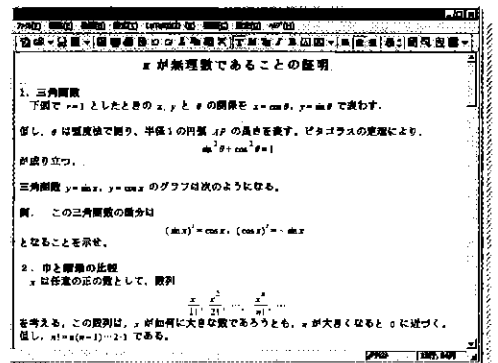 π が無理数であることの証明
1. 三角関数
下図で r=1 としたときの x, y と θ の関係を x = cos θ, y = sin θ で表わす.
但し, θ は弧度法で測り, 半径 1 の円弧 AP の長さを表す. ピタゴラスの定理により,
sin² θ + cos² θ = 1
が成り立つ.
三角関数 y = sin x, y = cos x のグラフは次のようになる.
例. この三角関数の微分は
(sin x)' = cos x, (cos x)' = - sin x
となることを示せ.
2. 巾と階乗の比較
x は任意の正の数として, 数列
x/1!, x²/2!, …, xⁿ/n!, …
を考える. この数列は, x が如何に大きな数であろうとも, n が大きくなると 0 に近づく.
但し, n! = n(n-1)…2·1 である.